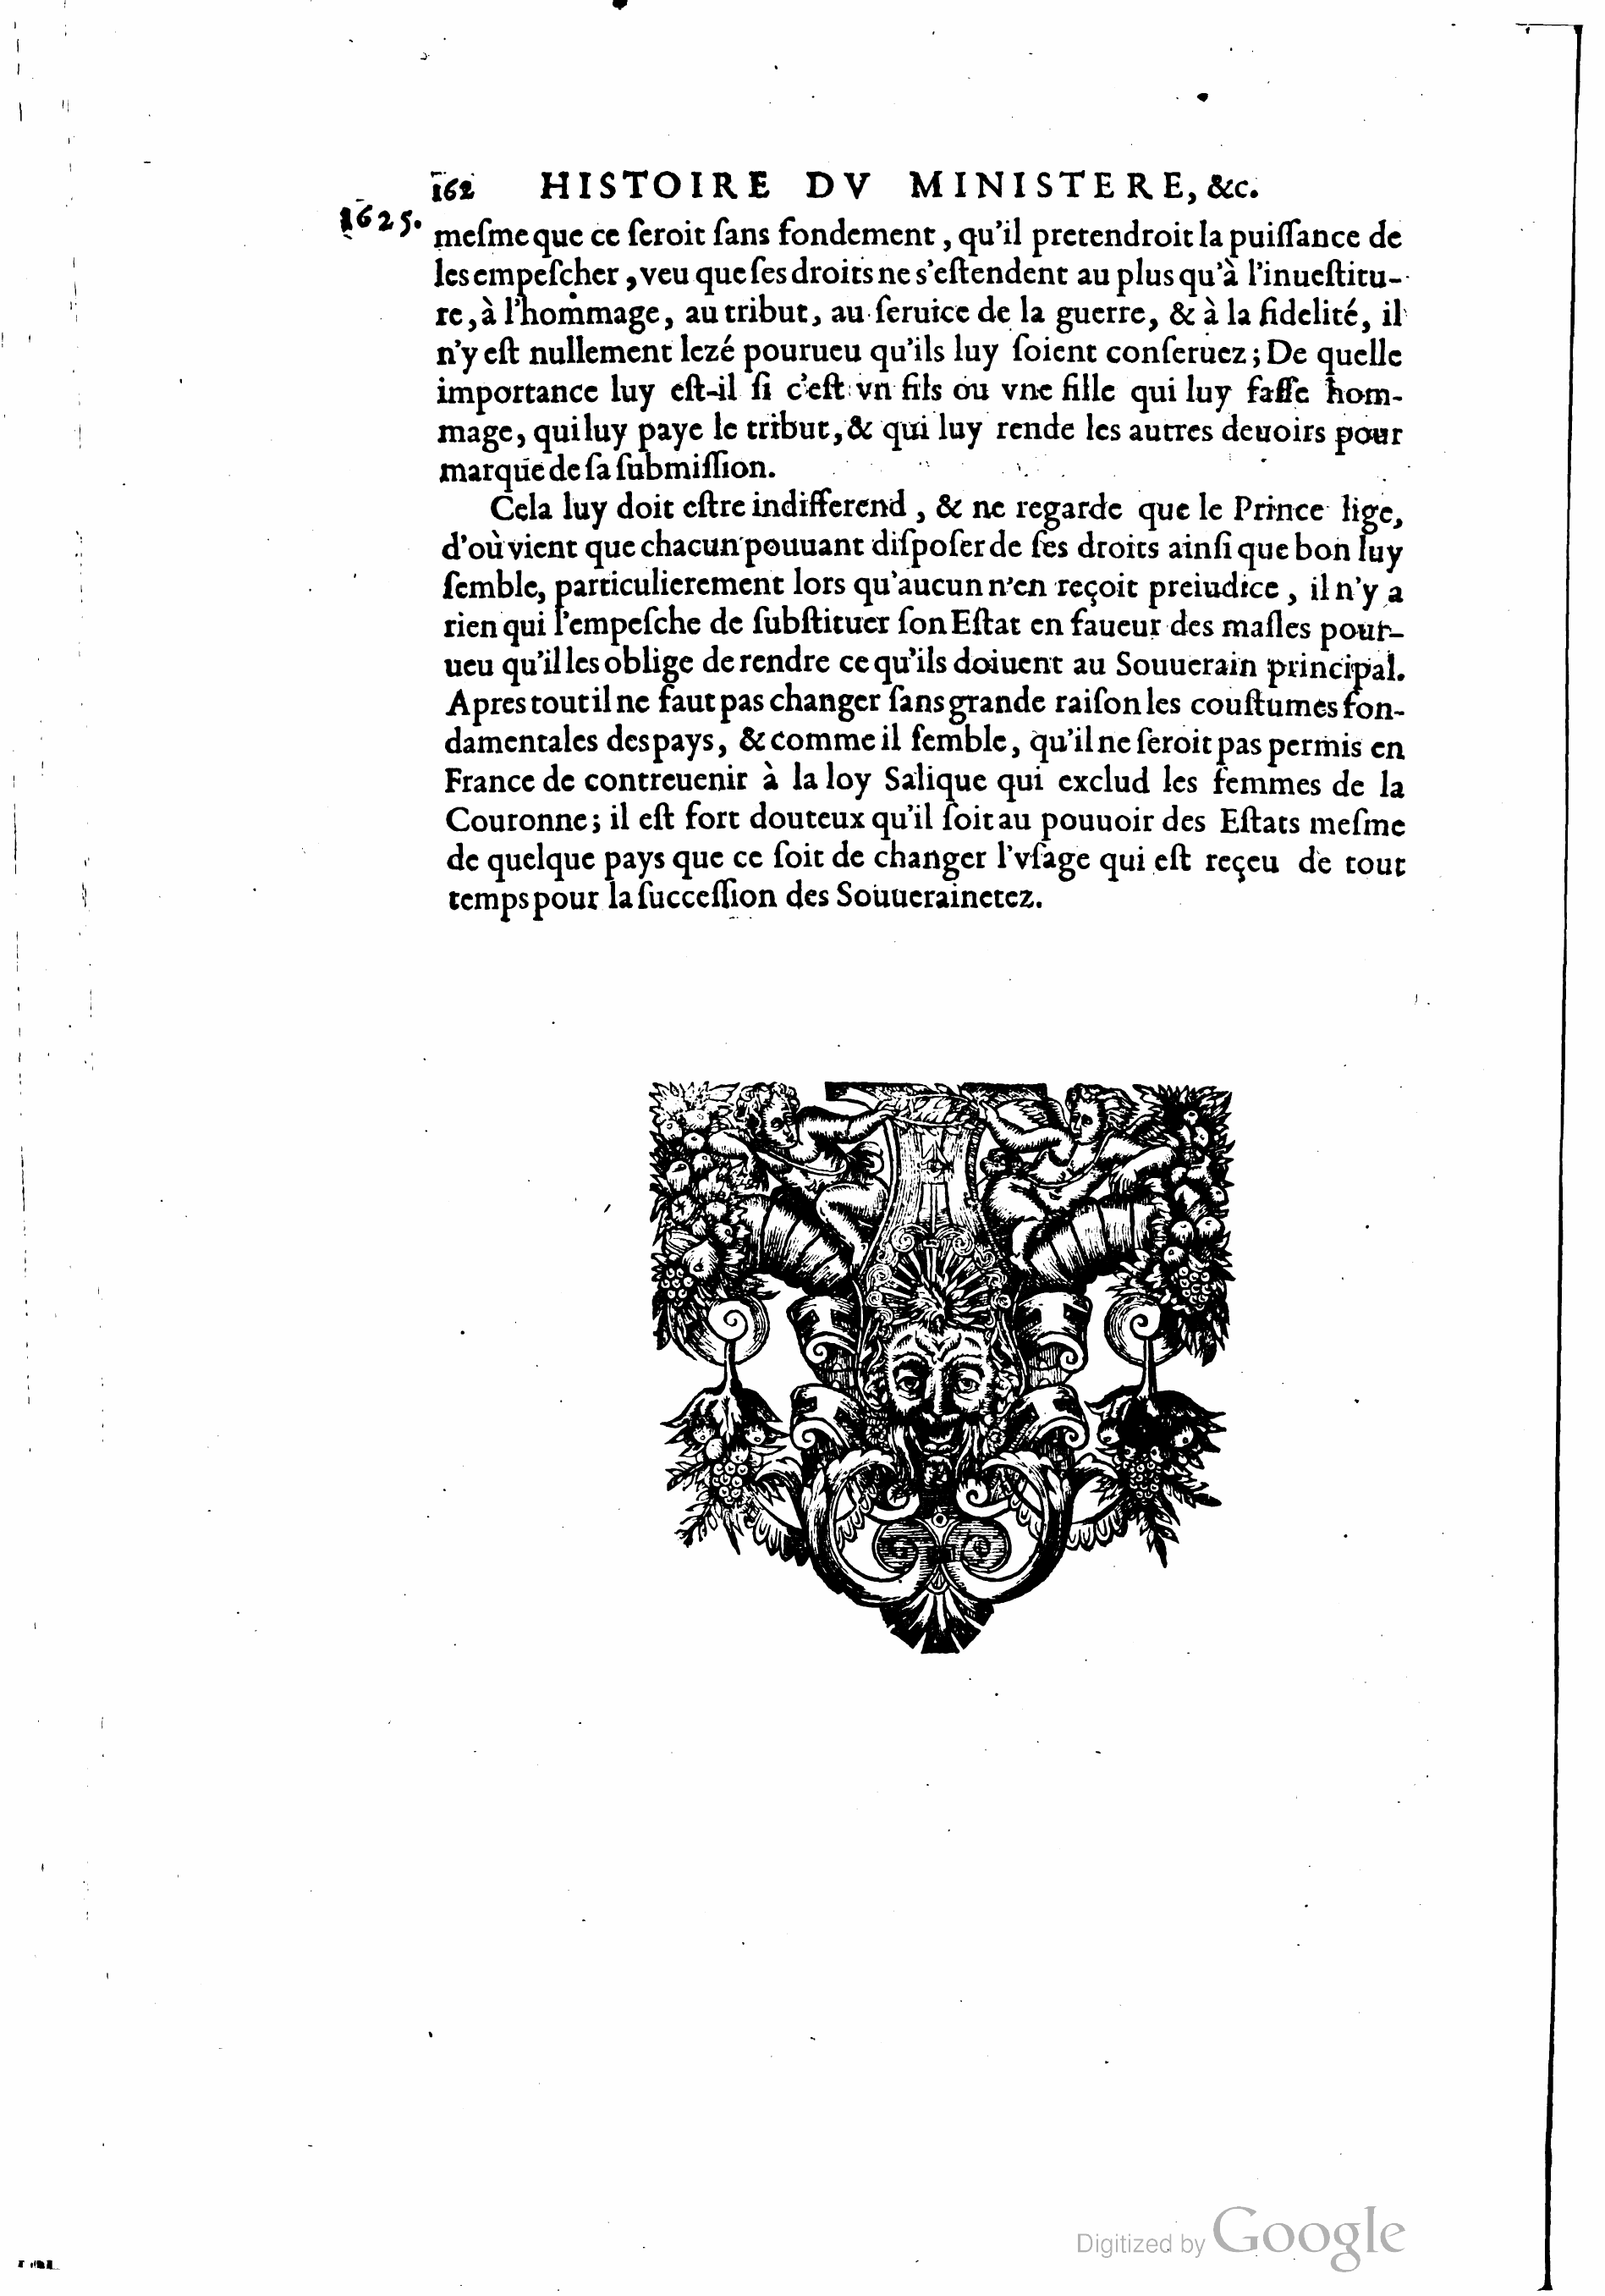 162 HISTOIRE DV MINISTERE, &c.
1625.
meſme que ce ſeroit ſans fondement, qu'il pretendroit la puiſſance de
les empeſcher, veu que ſes droits ne s'eſtendent au plus qu'à l'inueſtitu-
re, à l'hommage, au tribut, au ſeruice de la guerre, & à la fidelité, il
n'y eſt nullement lezé pourueu qu'ils luy ſoient conſeruez; De quelle
importance luy eſt-il ſi c'eſt vn fils ou vne fille qui luy faſſe hom-
mage, qui luy paye le tribut, & qui luy rende les autres deuoirs pour
marque de ſa ſubmiſſion.
Cela luy doit eſtre indifferend, & ne regarde que le Prince lige,
d'où vient que chacun pouuant diſpoſer de ſes droits ainſi que bon luy
ſemble, particulierement lors qu'aucun n'en reçoit preiudice, il n'y a
rien qui l'empeſche de ſubſtituer ſon Eſtat en faueur des maſles pour-
ueu qu'il les oblige de rendre ce qu'ils doiuent au Souuerain principal.
Apres tout il ne faut pas changer ſans grande raiſon les couſtumes fon-
damentales des pays, & comme il ſemble, qu'il ne ſeroit pas permis en
France de contreuenir à la loy Salique qui exclud les femmes de la
Couronne; il eſt fort douteux qu'il ſoit au pouuoir des Eſtats meſme
de quelque pays que ce ſoit de changer l'vſage qui eſt reçeu de tout
temps pour la ſucceſſion des Souuerainetez.
Digitized by Google